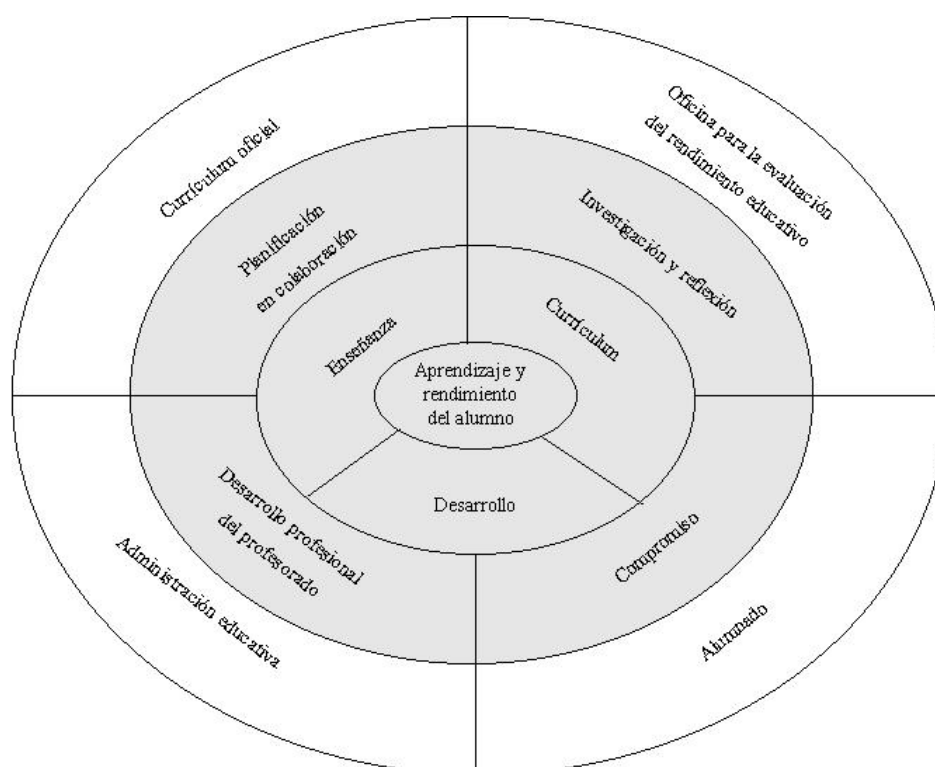 Currículum oficial
Oficina para la evaluación
del rendimiento educativo
Planificación
en colaboración
Investigación y reflexión
Enseñanza
Currículum
Aprendizaje y
rendimiento
del alumno
Desarrollo
Desarrollo profesional
del profesorado
Compromiso
Administración educativa
Alumnado